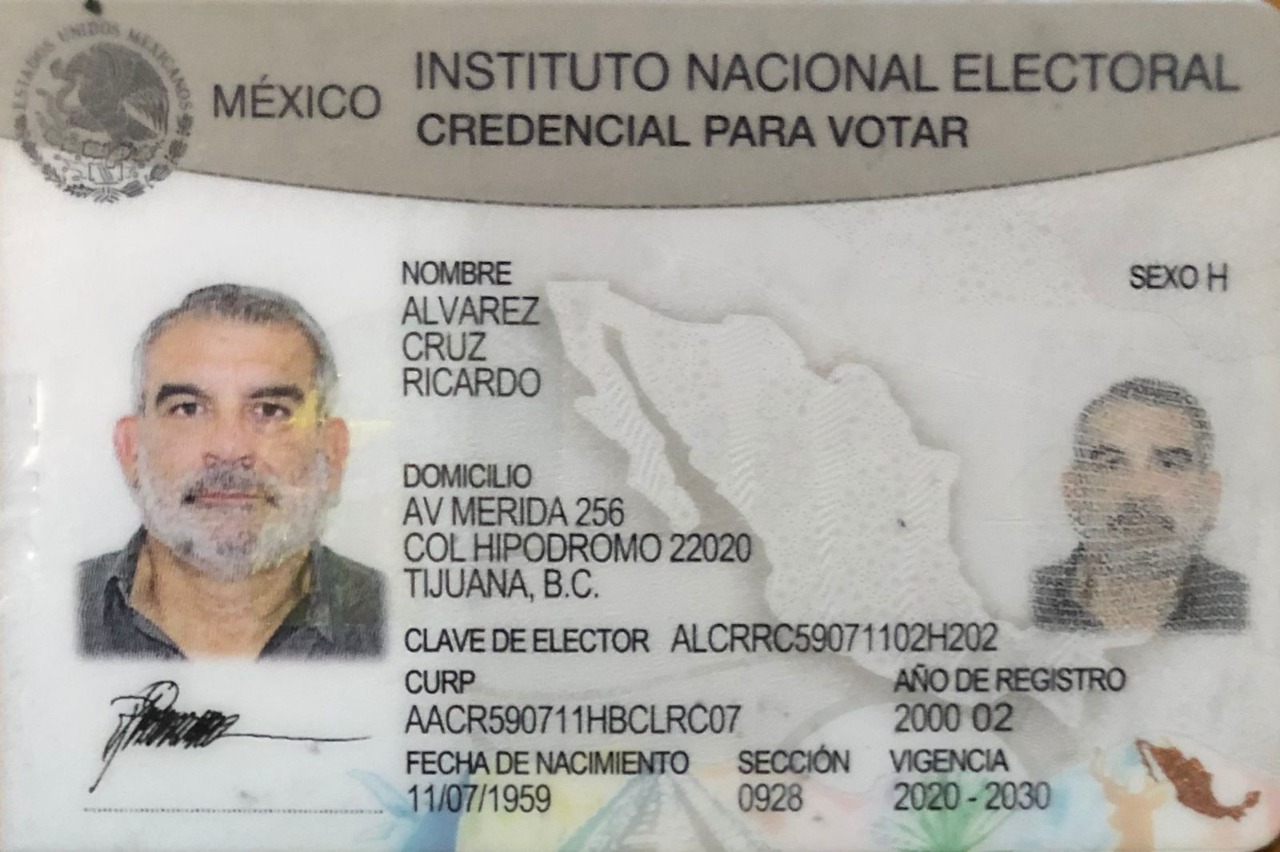 ESTADOS UNIDOS MEXICANOS
MÉXICO
INSTITUTO NACIONAL ELECTORAL
CREDENCIAL PARA VOTAR
NOMBRE
ALVAREZ
CRUZ
RICARDO
SEXO H
DOMICILIO
AV MERIDA 256
COL HIPODROMO 22020
TIJUANA, B.C.
CLAVE DE ELECTOR ALCRRC59071102H202
CURP
AACR590711HBCLRC07
AÑO DE REGISTRO
2000 02
FECHA DE NACIMIENTO
11/07/1959
SECCIÓN
0928
VIGENCIA
2020 - 2030